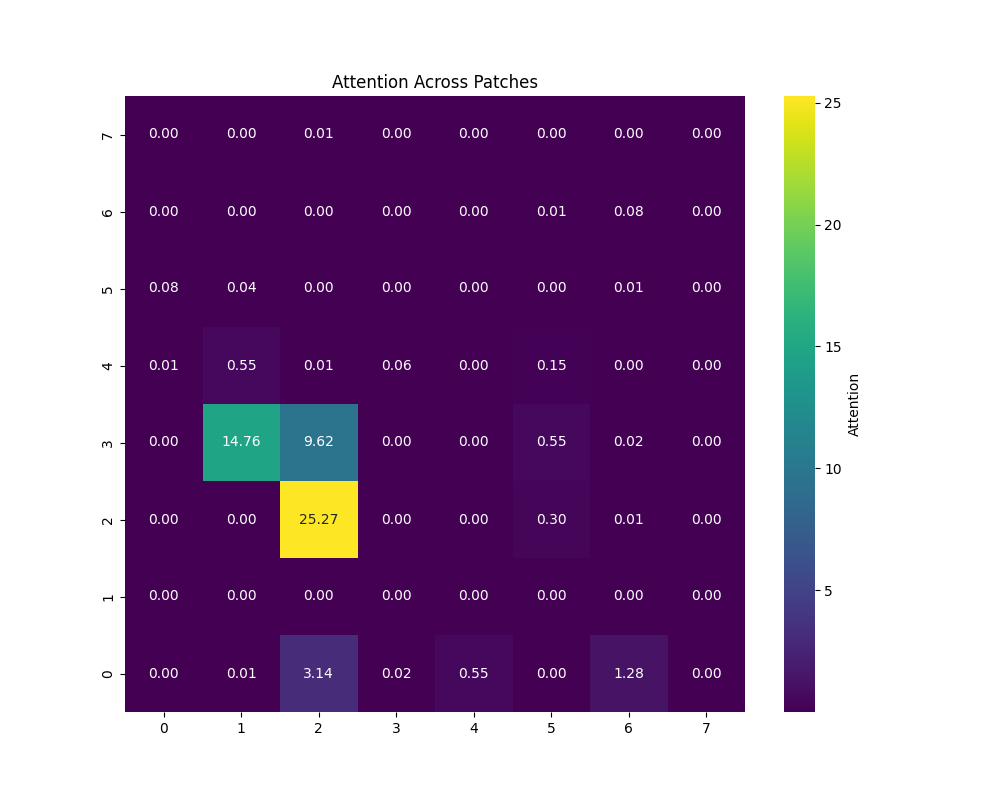 Attention Across Patches
7 0.00 0.00 0.01 0.00 0.00 0.00 0.00 0.00
6 0.00 0.00 0.00 0.00 0.00 0.01 0.08 0.00
5 0.08 0.04 0.00 0.00 0.00 0.00 0.01 0.00
4 0.01 0.55 0.01 0.06 0.00 0.15 0.00 0.00
3 0.00 14.76 9.62 0.00 0.00 0.55 0.02 0.00
2 0.00 0.00 25.27 0.00 0.00 0.30 0.01 0.00
1 0.00 0.00 0.00 0.00 0.00 0.00 0.00 0.00
0 0.00 0.01 3.14 0.02 0.55 0.00 1.28 0.00
0 1 2 3 4 5 6 7
25
20
15
10
5
Attention